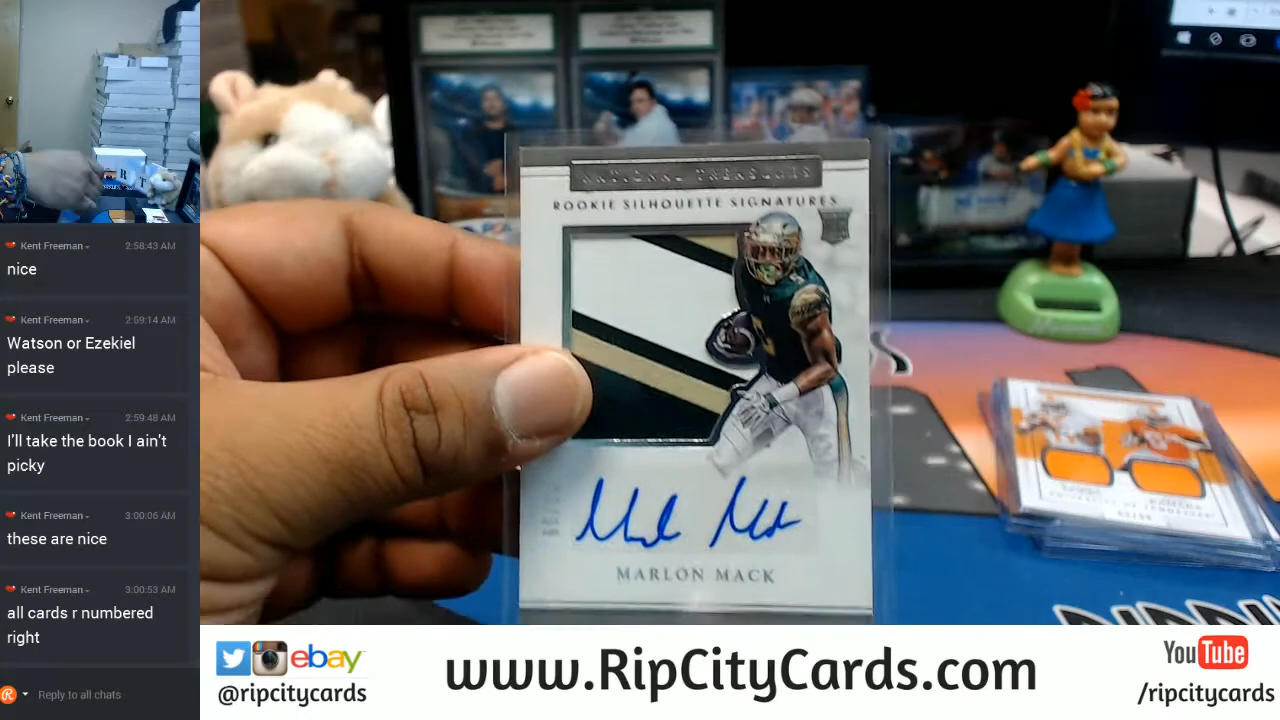 Kent Freeman
2:58:43 AM
nice
Kent Freeman
2:59:14 AM
Watson or Ezekiel
please
Kent Freeman
2:59:48 AM
I'll take the book I ain't
picky
Kent Freeman
3:00:06 AM
these are nice
Kent Freeman
3:00:53 AM
all cards r numbered
right
Reply to all chats
NATIONAL TREASURES
ROOKIE SILHOUETTE SIGNATURES
RC
Marlon Mack
MARLON MACK
ebay
@ripcitycards
www.RipCityCards.com
YouTube
/ripcitycards